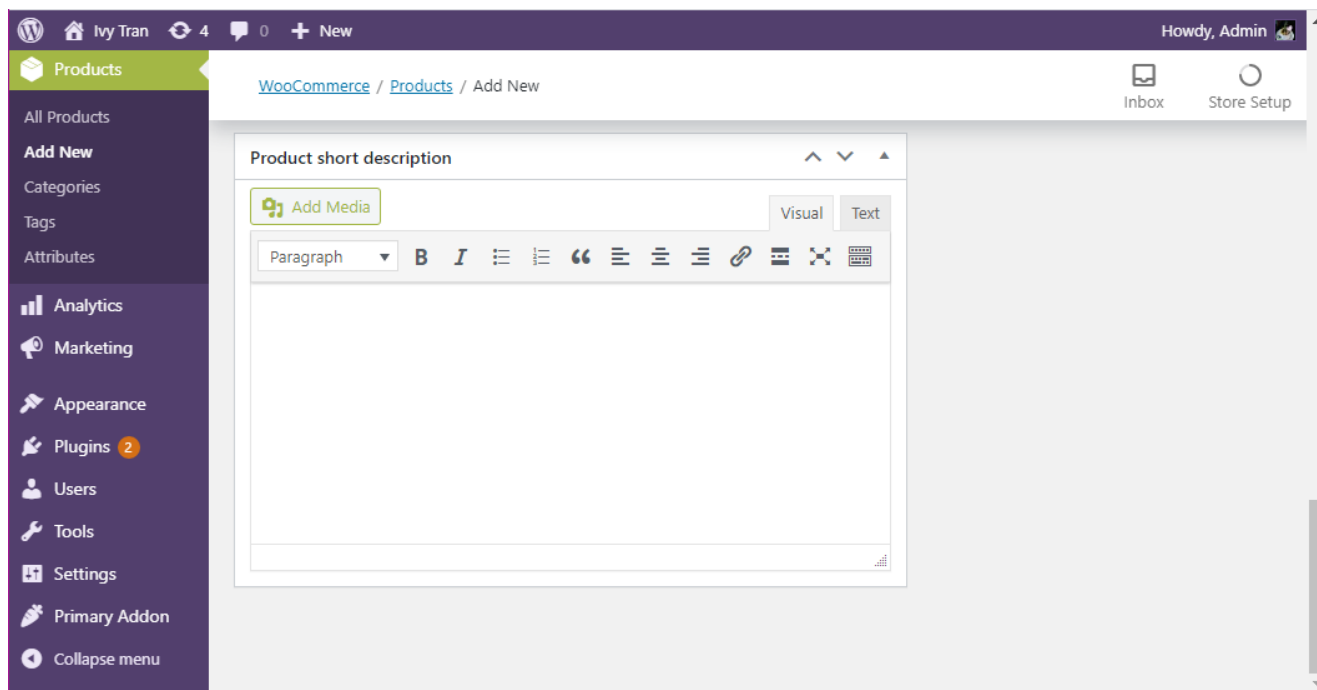 Ivy Tran 4 0 New Howdy, Admin
Products
WooCommerce / Products / Add New
Inbox Store Setup
All Products
Add New
Categories
Tags
Attributes
Analytics
Marketing
Appearance
Plugins 2
Users
Tools
Settings
Primary Addon
Collapse menu
Product short description
Add Media
Visual Text
Paragraph B I